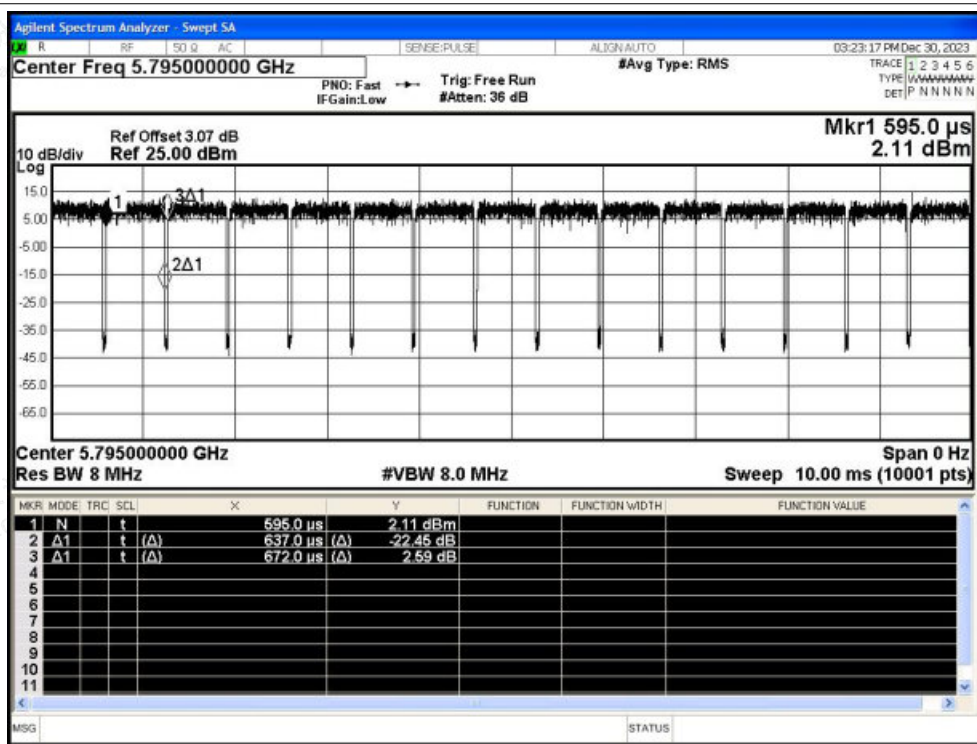 Agilent Spectrum Analyzer - Swept SA
R RF 50 Ω AC SENSE:PULSE ALIGN AUTO 03:23:17 PM Dec 30, 2023
Center Freq 5.795000000 GHz #Avg Type: RMS TRACE 1 2 3 4 5 6
PNO: Fast Trig: Free Run TYPE
IFGain:Low #Atten: 36 dB DET P N N N N N
Mkr1 595.0 µs
Ref Offset 3.07 dB
10 dB/div Ref 25.00 dBm 2.11 dBm
Log
15.0
1 3Δ1
5.00
-5.00
2Δ1
-15.0
-25.0
-35.0
-45.0
-55.0
-65.0
Center 5.795000000 GHz Span 0 Hz
Res BW 8 MHz #VBW 8.0 MHz Sweep 10.00 ms (10001 pts)
MKR MODE TRC SCL X Y FUNCTION FUNCTION WIDTH FUNCTION VALUE
1 N t 595.0 µs 2.11 dBm
2 Δ1 t (Δ) 637.0 µs (Δ) -22.45 dB
3 Δ1 t (Δ) 672.0 µs (Δ) 2.59 dB
4
5
6
7
8
9
10
11
MSG STATUS